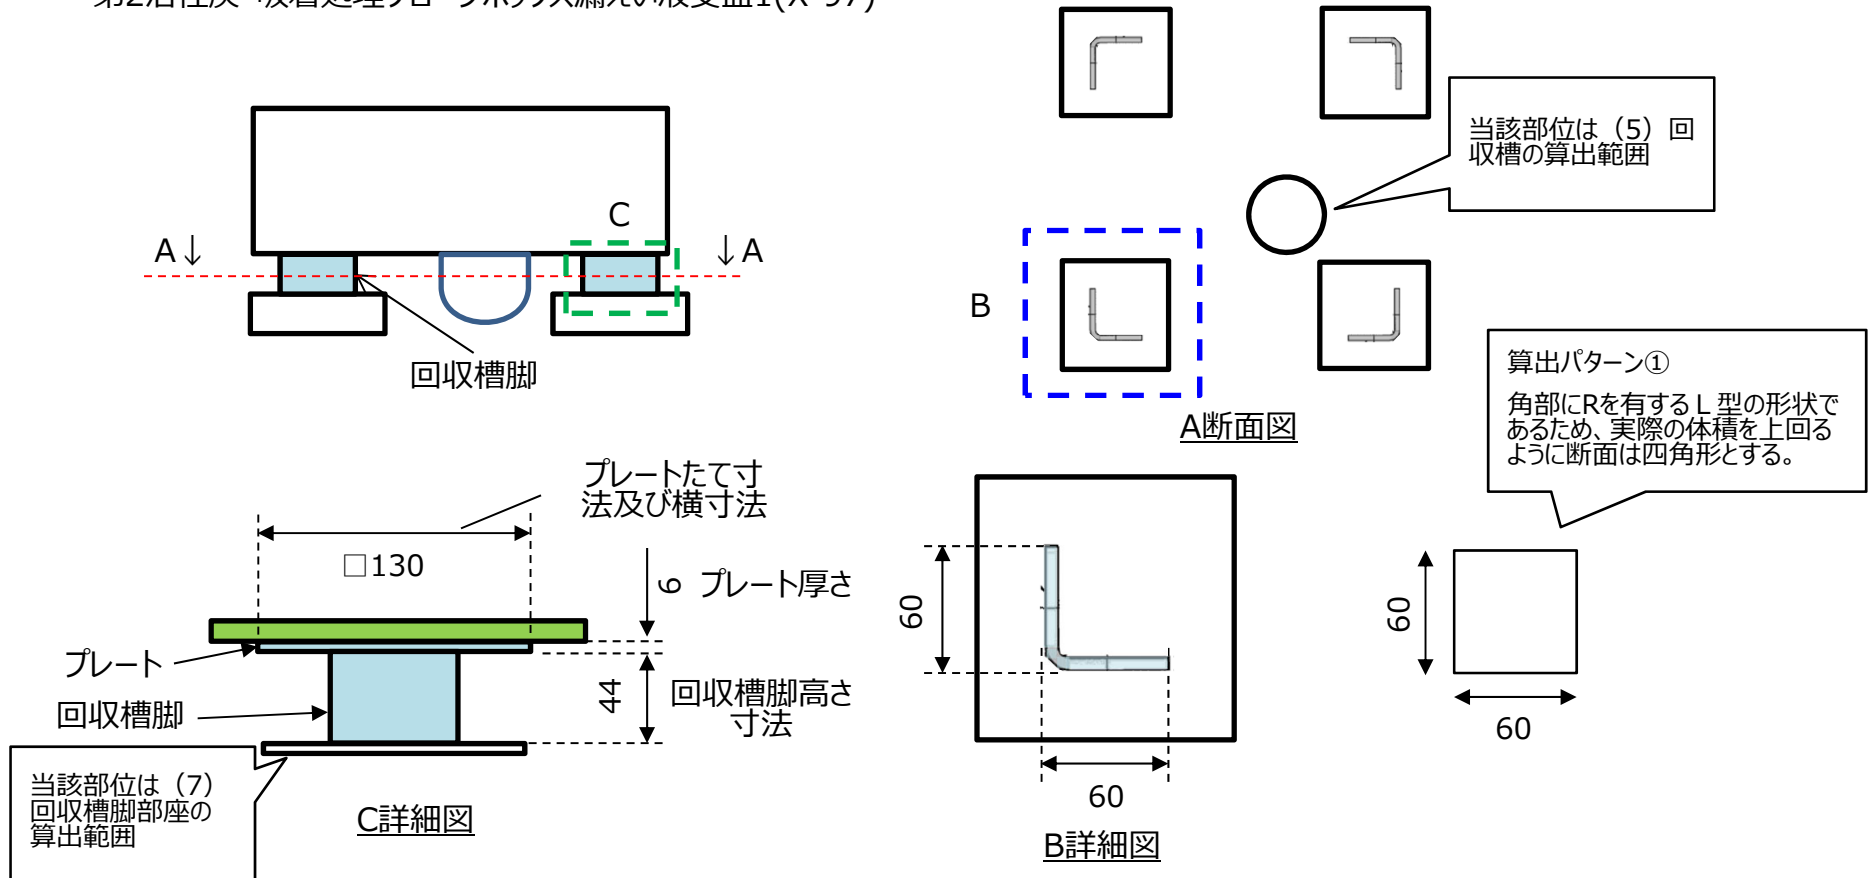 当該部位は（5）回
収槽の算出範囲
C
A↓
↓A
B
回収槽脚
A断面図
算出パターン①
角部にRを有するL型の形状で
あるため、実際の体積を上回る
ように断面は四角形とする。
プレートたて寸
法及び横寸法
□130
6
プレート厚さ
プレート
回収槽脚
44
回収槽脚高さ
寸法
当該部位は（7）
回収槽脚部座の
算出範囲
C詳細図
60
60
B詳細図
60
60